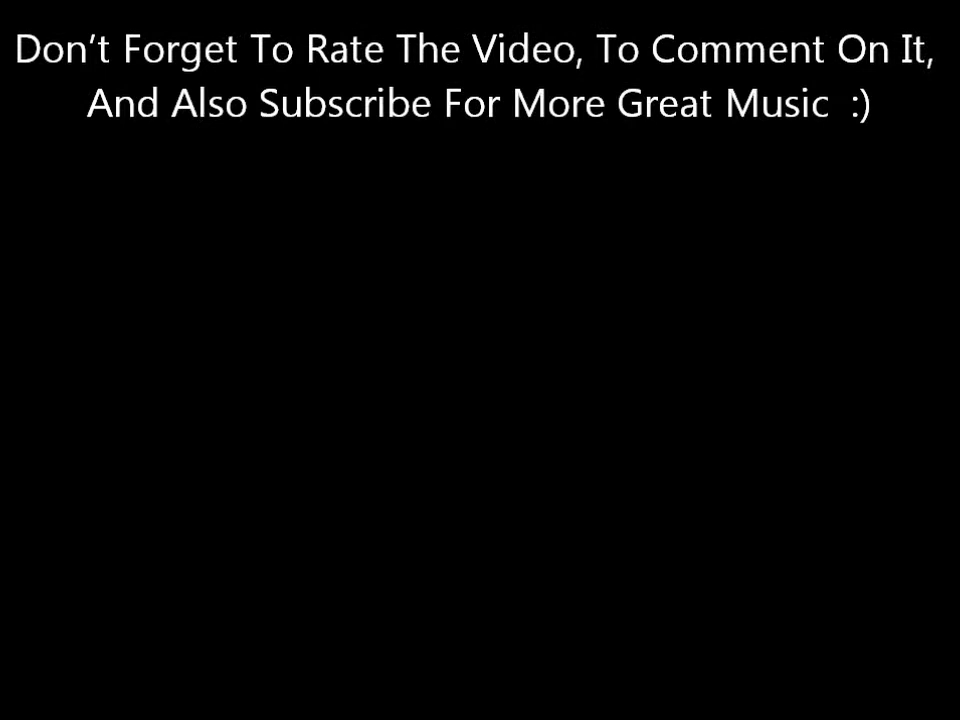 Don’t Forget To Rate The Video, To Comment On It,
And Also Subscribe For More Great Music  :)